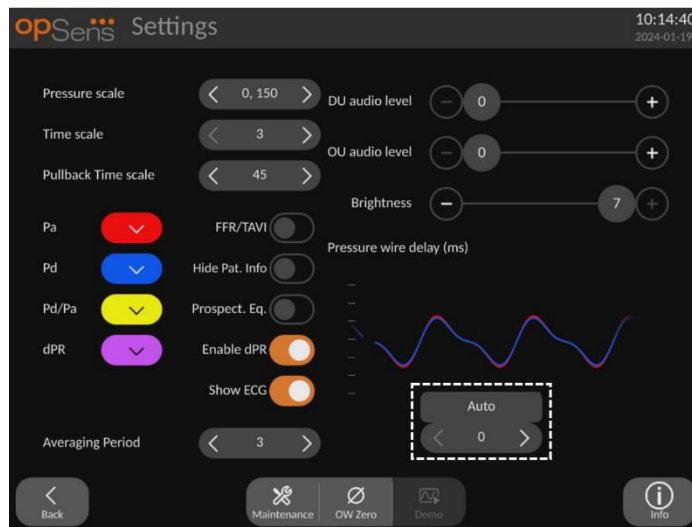 opSens Settings
10:14:40
2024-01-19
Pressure scale
0, 150
Time scale
3
Pullback Time scale
45
Pa
Pd
Pd/Pa
dPR
FFR/TAVI
Hide Pat. Info
Prospect. Eq.
Enable dPR
Show ECG
Averaging Period
3
DU audio level
0
OU audio level
0
Brightness
7
Pressure wire delay (ms)
Auto
0
Back
Maintenance
OW Zero
Demo
Info